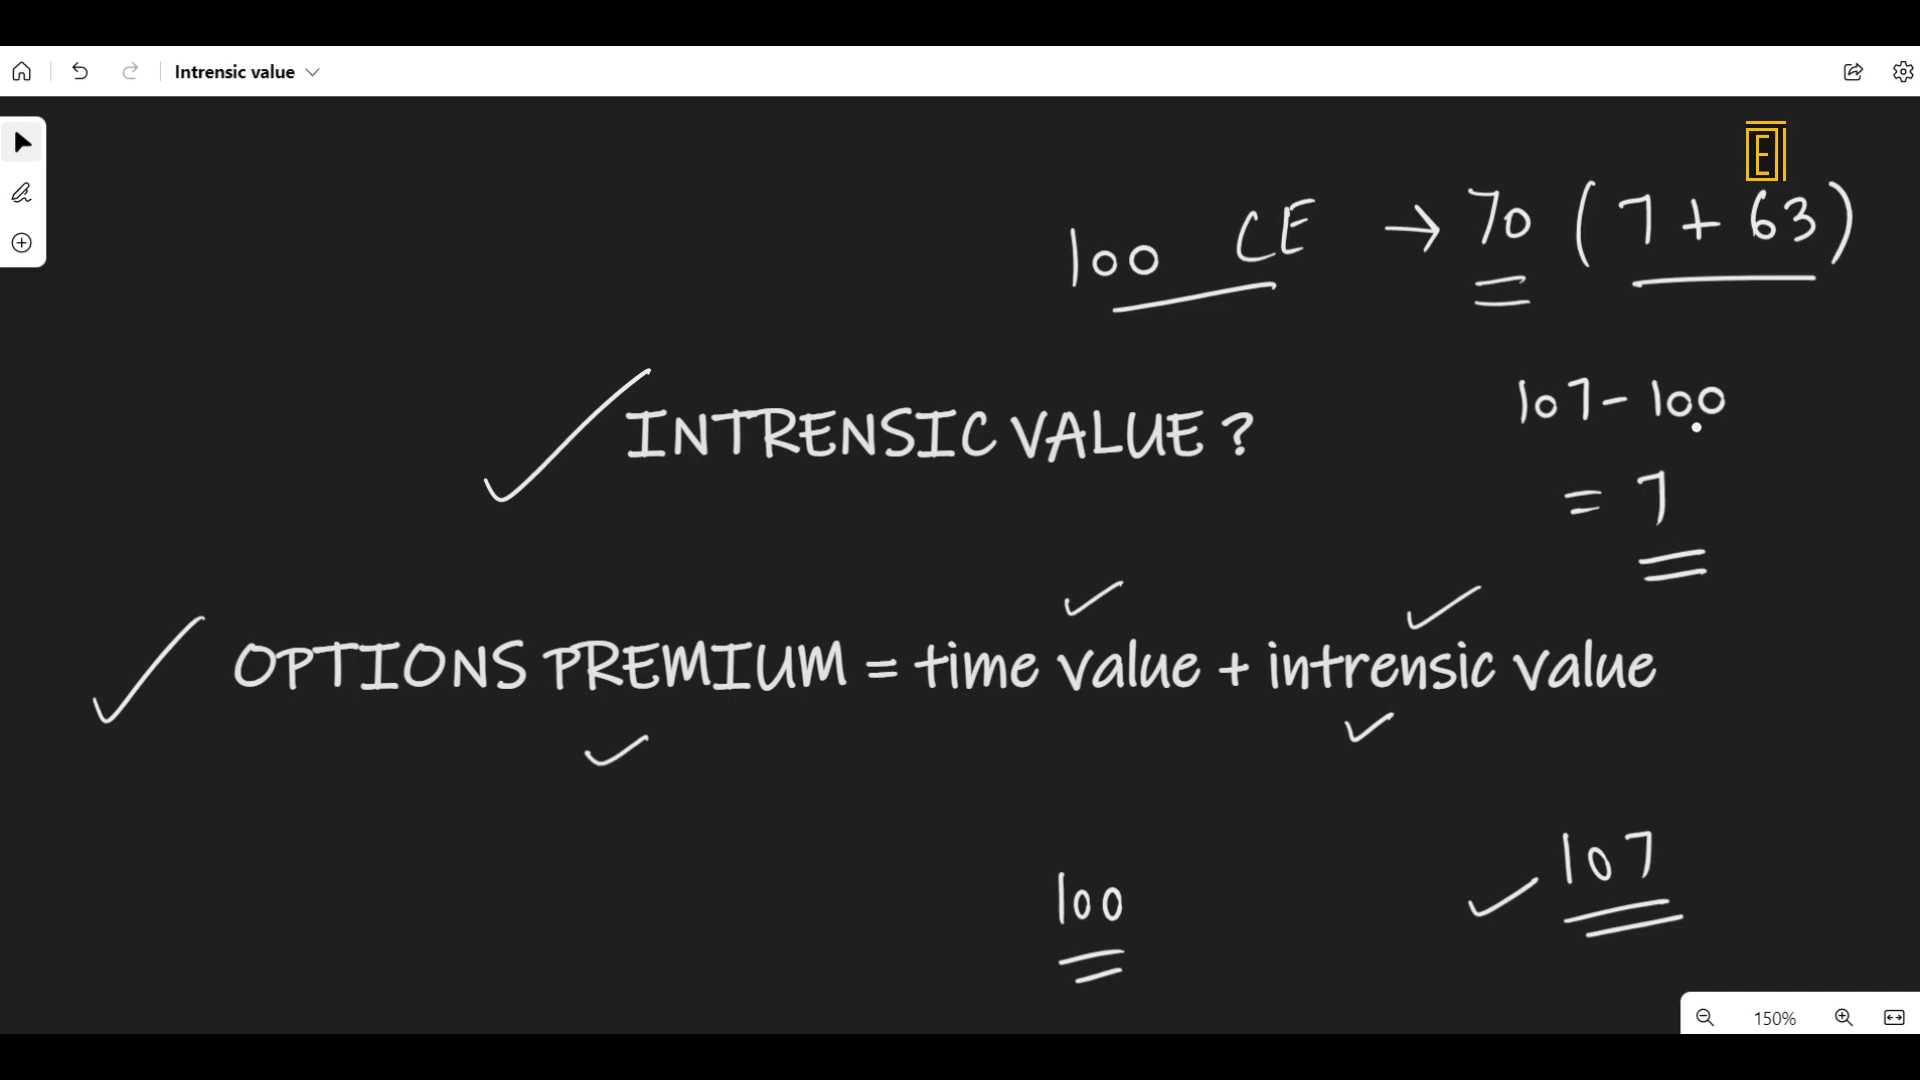 Intrensic value
E
100 CE → 70 (7 + 63)
107 - 100
INTRENSIC VALUE ?
= 7
OPTIONS PREMIUM = time value + intrensic value
107
100
150%